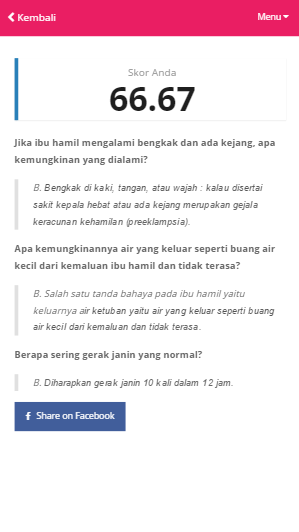 Kembali
Menu
Skor Anda
66.67
Jika ibu hamil mengalami bengkak dan ada kejang, apa
kemungkinan yang dialami?
B. Bengkak di kaki, tangan, atau wajah : kalau disertai
sakit kepala hebat atau ada kejang merupakan gejala
keracunan kehamilan (preeklampsia).
Apa kemungkinannya air yang keluar seperti buang air
kecil dari kemaluan ibu hamil dan tidak terasa?
B. Salah satu tanda bahaya pada ibu hamil yaitu
keluarnya air ketuban yaitu air yang keluar seperti buang
air kecil dari kemaluan dan tidak terasa.
Berapa sering gerak janin yang normal?
B. Diharapkan gerak janin 10 kali dalam 12 jam.
Share on Facebook